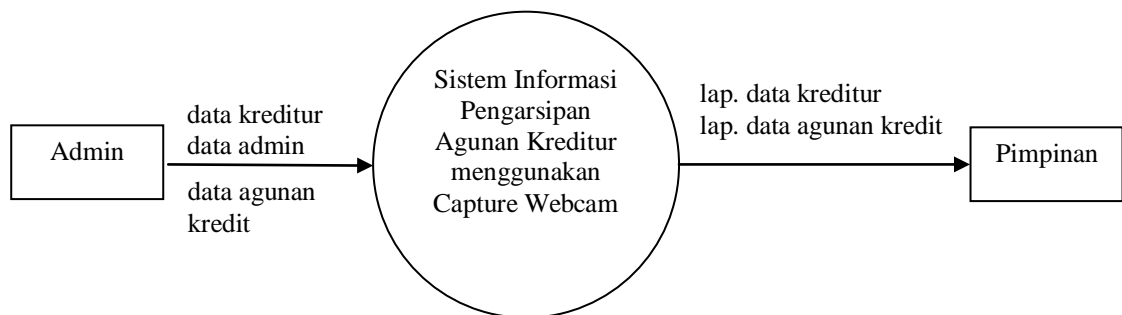 Admin
data kreditur
data admin
data agunan
kredit
Sistem Informasi
Pengarsipan
Agunan Kreditur
menggunakan
Capture Webcam
lap. data kreditur
lap. data agunan kredit
Pimpinan